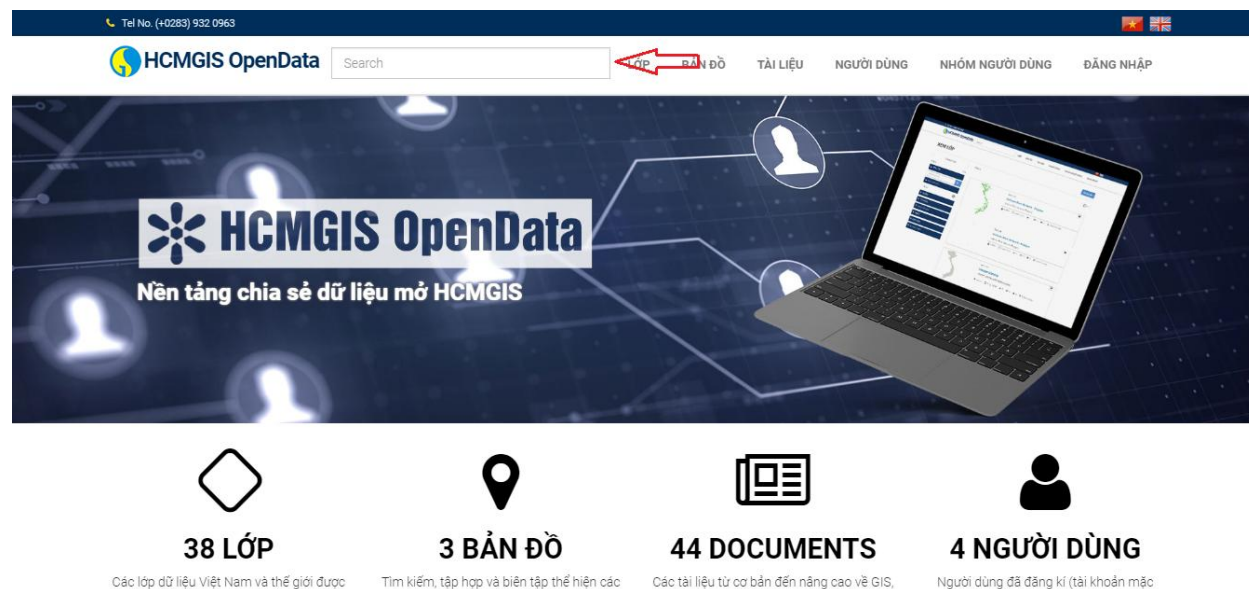 Tel No. (+0283) 932 0963
HCMGIS OpenData
Search
LỚP
BẢN ĐỒ
TÀI LIỆU
NGƯỜI DÙNG
NHÓM NGƯỜI DÙNG
ĐĂNG NHẬP
HCMGIS OpenData
Nền tảng chia sẻ dữ liệu mở HCMGIS
38 LỚP
3 BẢN ĐỒ
44 DOCUMENTS
4 NGƯỜI DÙNG
Các lớp dữ liệu Việt Nam và thế giới được
Tìm kiếm, tập hợp và biên tập thể hiện các
Các tài liệu từ cơ bản đến nâng cao về GIS,
Người dùng đã đăng kí (tài khoản mặc